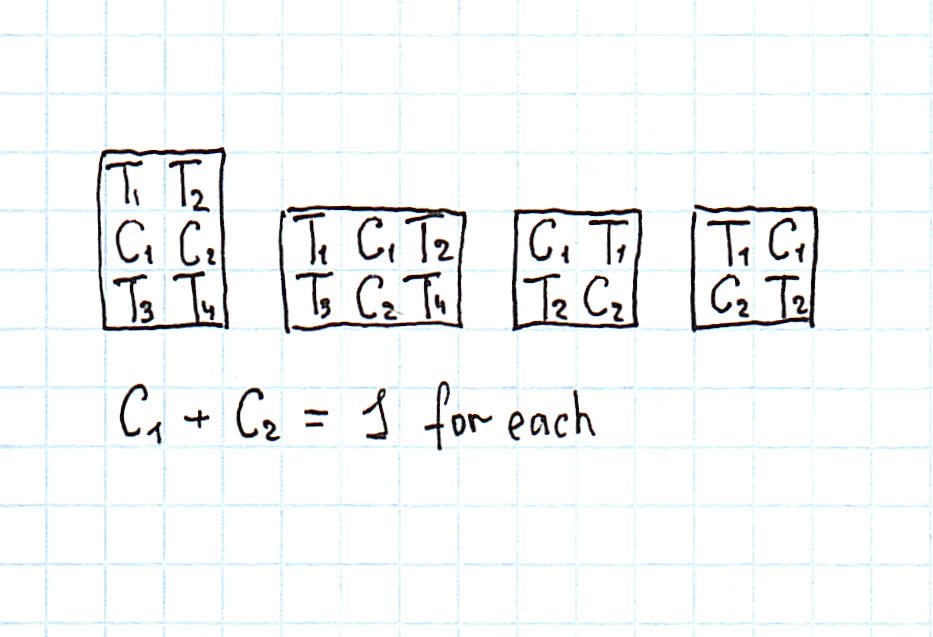 T₁ T₂
C₁ C₂
T₃ T₄
T₁ C₁ T₂
T₃ C₂ T₄
C₁ T₁
T₂ C₂
T₁ C₁
C₂ T₂
C₁ + C₂ = 1 for each